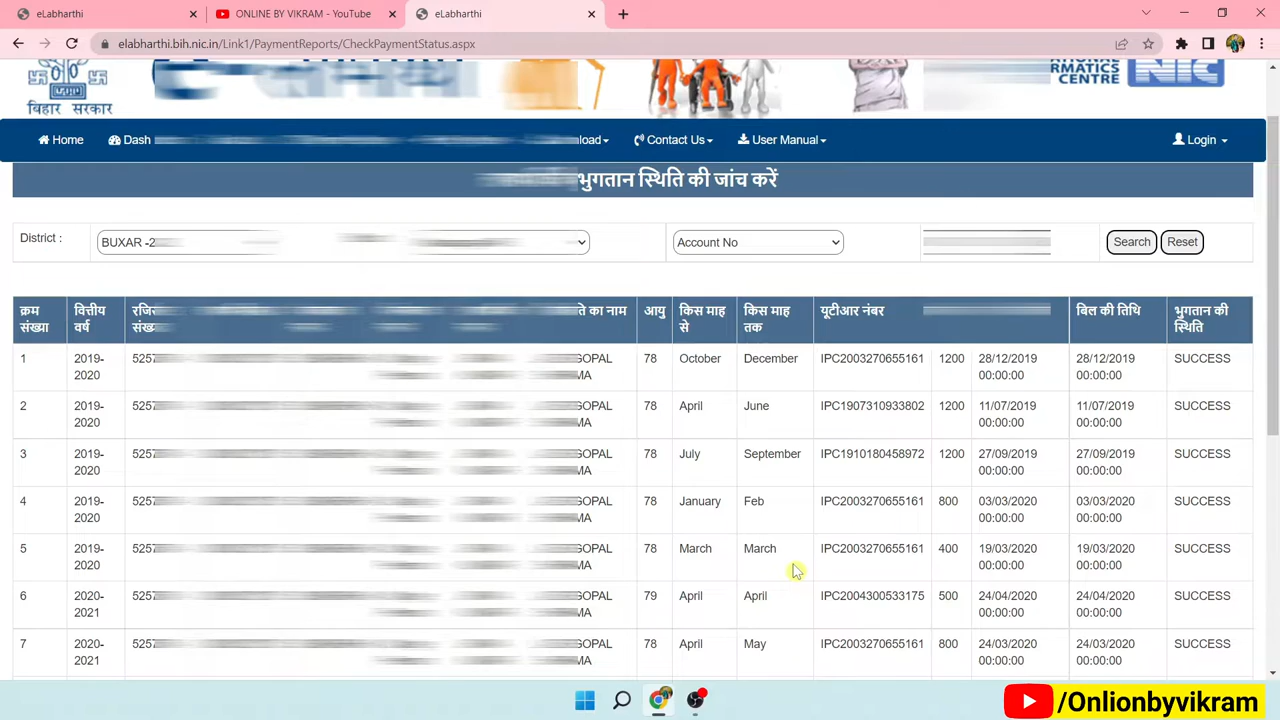 eLabharthi
ONLINE BY VIKRAM - YouTube
eLabharthi
elabharthi.bih.nic.in/Link1/PaymentReports/CheckPaymentStatus.aspx
बिहार सरकार
RMATICS
CENTRE
NIC
Home Dash load Contact Us User Manual Login
भुगतान स्थिति की जांच करें
District : BUXAR -2 Account No Search Reset
क्रम संख्या वित्तीय वर्ष रजि संख्या ते का नाम आयु किस माह से किस माह तक यूटीआर नंबर बिल की तिथि भुगतान की स्थिति
1 2019-2020 5257 GOPAL MA 78 October December IPC2003270655161 1200 28/12/2019 00:00:00 28/12/2019 00:00:00 SUCCESS
2 2019-2020 5257 GOPAL MA 78 April June IPC1907310933802 1200 11/07/2019 00:00:00 11/07/2019 00:00:00 SUCCESS
3 2019-2020 5257 GOPAL MA 78 July September IPC1910180458972 1200 27/09/2019 00:00:00 27/09/2019 00:00:00 SUCCESS
4 2019-2020 5257 GOPAL MA 78 January Feb IPC2003270655161 800 03/03/2020 00:00:00 03/03/2020 00:00:00 SUCCESS
5 2019-2020 5257 GOPAL MA 78 March March IPC2003270655161 400 19/03/2020 00:00:00 19/03/2020 00:00:00 SUCCESS
6 2020-2021 5257 GOPAL MA 79 April April IPC2004300533175 500 24/04/2020 00:00:00 24/04/2020 00:00:00 SUCCESS
7 2020-2021 5257 GOPAL MA 78 April May IPC2003270655161 800 24/03/2020 00:00:00 24/03/2020 00:00:00 SUCCESS
/Onlionbyvikram